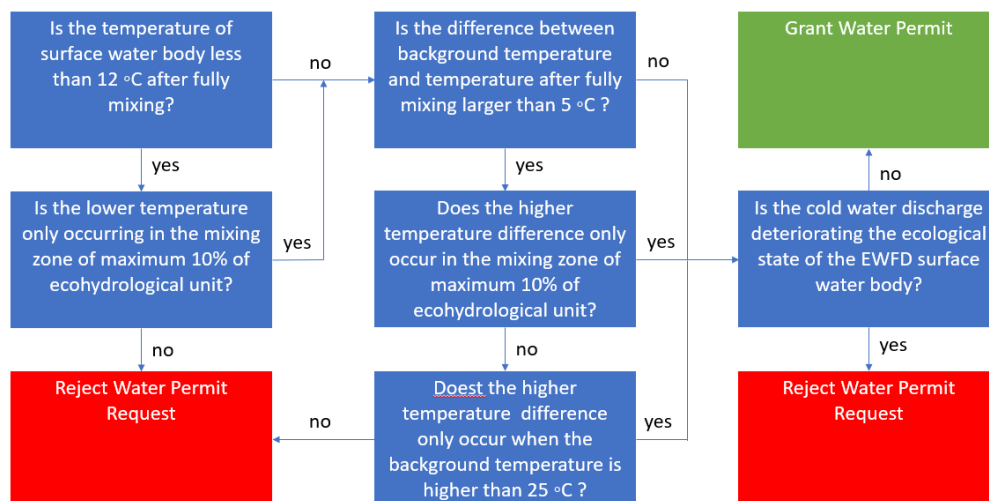 Is the temperature of
surface water body less
than 12 ∘C after fully
mixing?
no
yes
Is the lower temperature
only occurring in the mixing
zone of maximum 10% of
ecohydrological unit?
yes
no
Reject Water Permit
Request
Is the difference between
background temperature
and temperature after fully
mixing larger than 5 ∘C ?
no
yes
Does the higher
temperature difference only
occur in the mixing zone of
maximum 10% of
ecohydrological unit?
yes
no
Doest the higher
temperature  difference
only occur when the
background temperature is
higher than 25 ∘C ?
no
yes
Grant Water Permit
no
Is the cold water discharge
deteriorating the ecological
state of the EWFD surface
water body?
yes
Reject Water Permit
Request